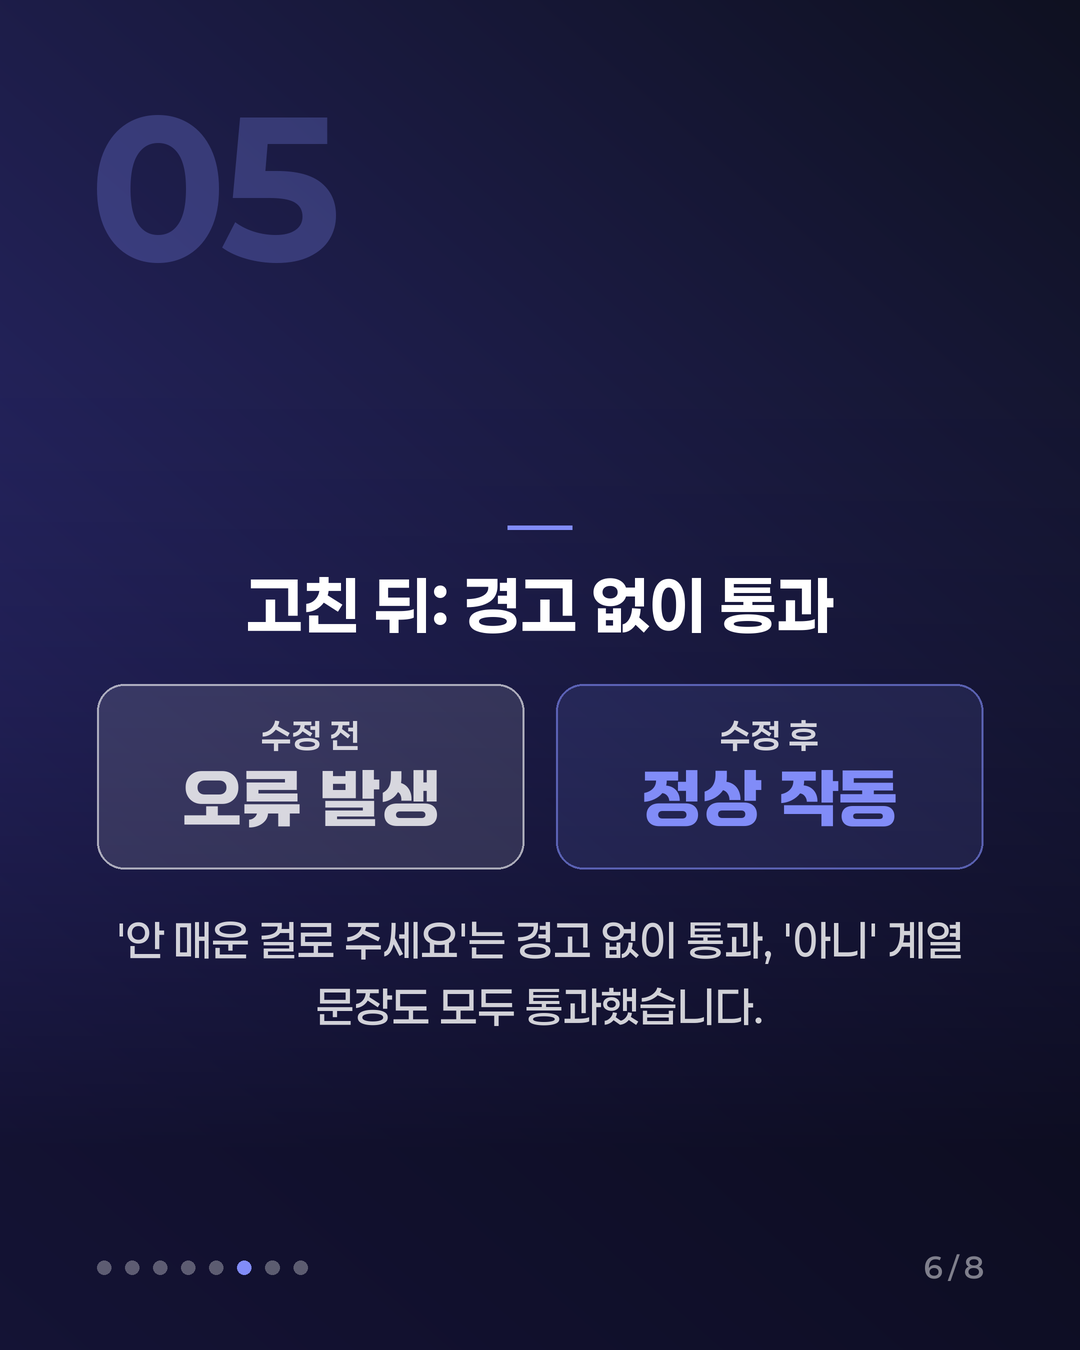 05
고친 뒤: 경고 없이 통과
수정 전
오류 발생
수정 후
정상 작동
'안 매운 걸로 주세요'는 경고 없이 통과, '아니' 계열
문장도 모두 통과했습니다.
6/8